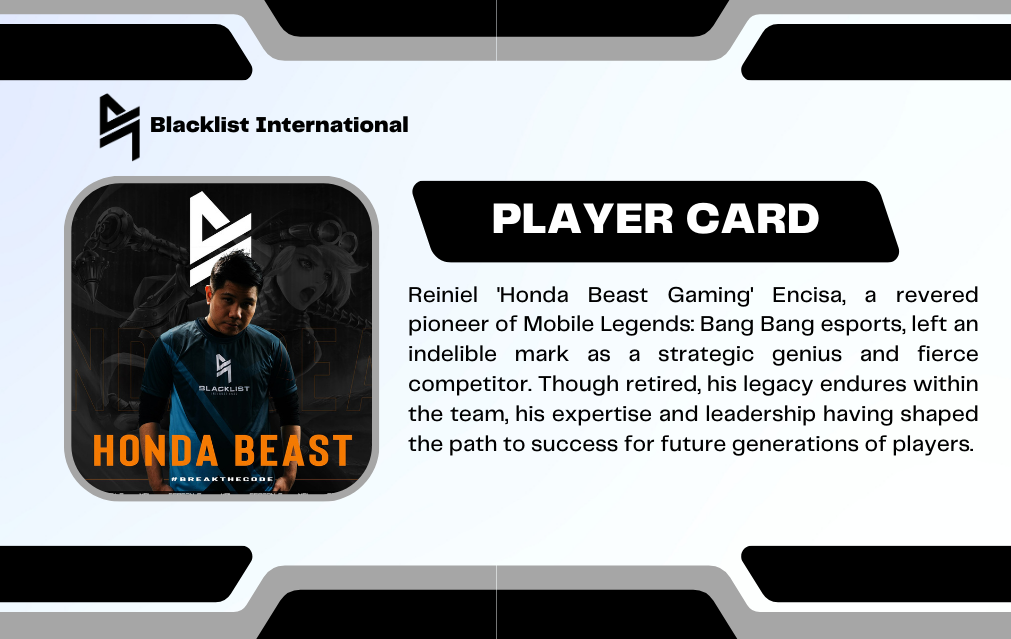 Blacklist International
PLAYER CARD
Reiniel 'Honda Beast Gaming' Encisa, a revered
pioneer of Mobile Legends: Bang Bang esports, left an
indelible mark as a strategic genius and fierce
competitor. Though retired, his legacy endures within
the team, his expertise and leadership having shaped
the path to success for future generations of players.
BLACKLIST
HONDA BEAST
#BREAKTHECODE